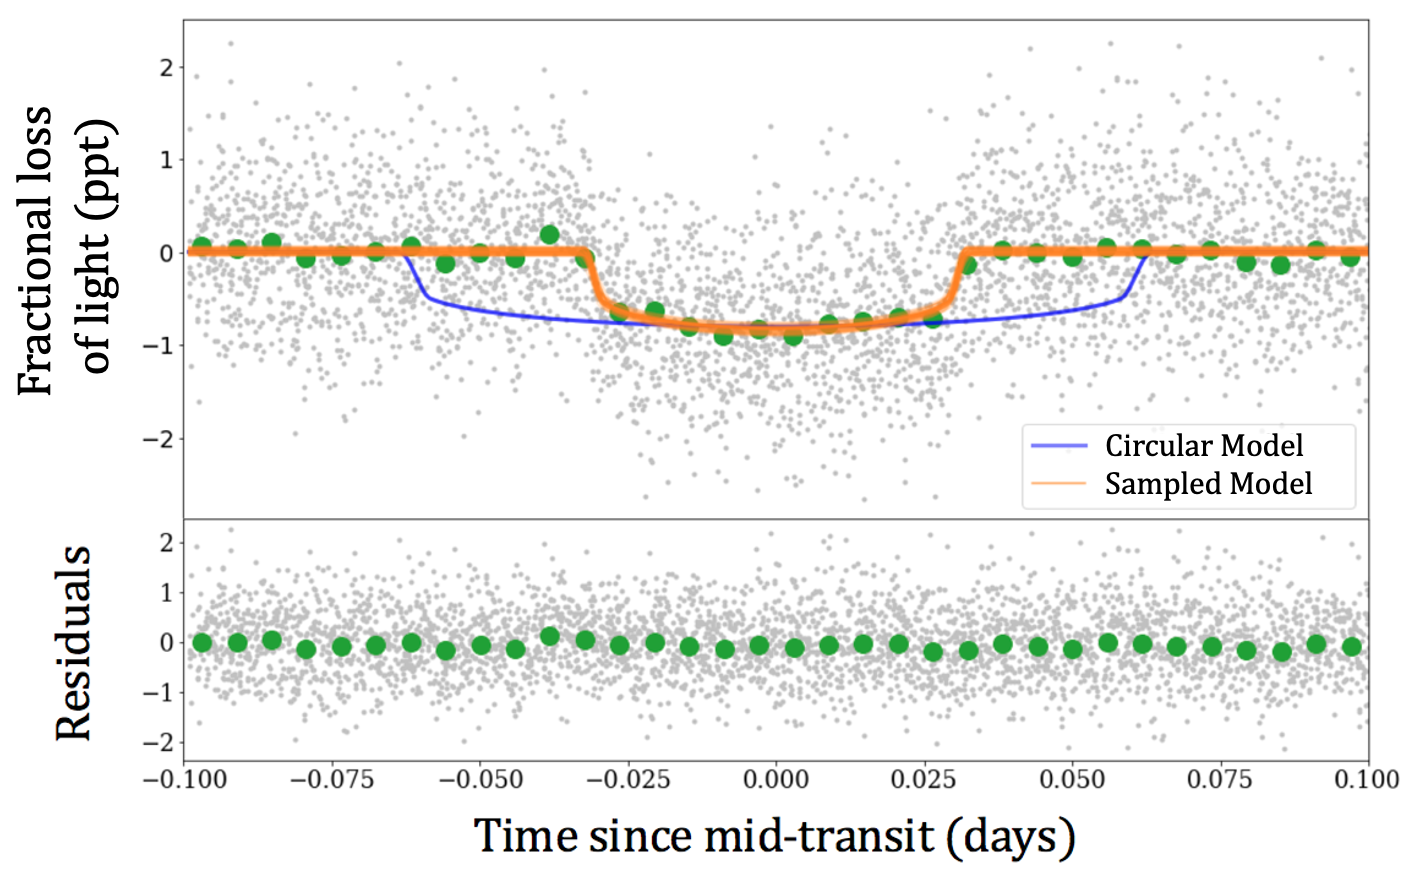 Fractional loss
of light (ppt)
2
1
0
−1
−2
Circular Model
Sampled Model
Residuals
2
1
0
−1
−2
−0.100 −0.075 −0.050 −0.025 0.000 0.025 0.050 0.075 0.100
Time since mid-transit (days)